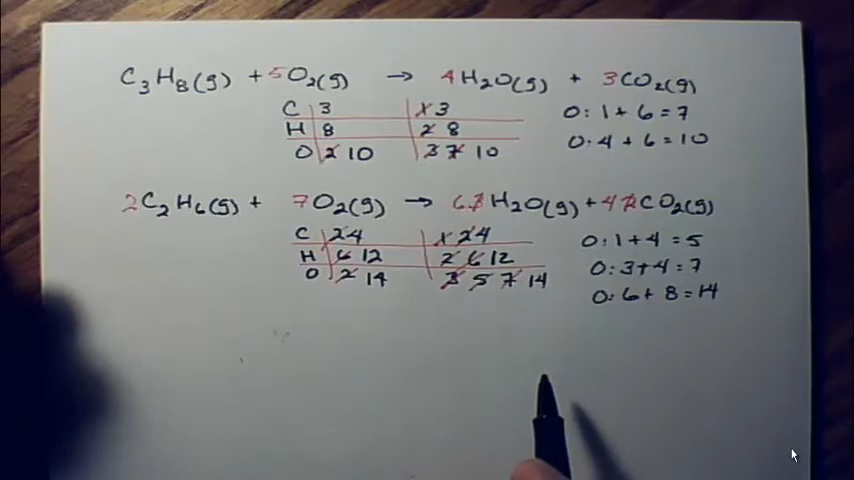 C3H8(g) + 5O2(g) → 4H2O(g) + 3CO2(g)
C 3 1 3 O: 1 + 6 = 7
H 8 2 8
O 2 10 3 7 10 O: 4 + 6 = 10
2C2H6(g) + 7O2(g) → 6 3 H2O(g) + 4 2 CO2(g)
C 2 4 1 2 4 O: 1 + 4 = 5
H 6 12 2 6 12 O: 3 + 4 = 7
O 2 14 3 5 7 14 O: 6 + 8 = 14